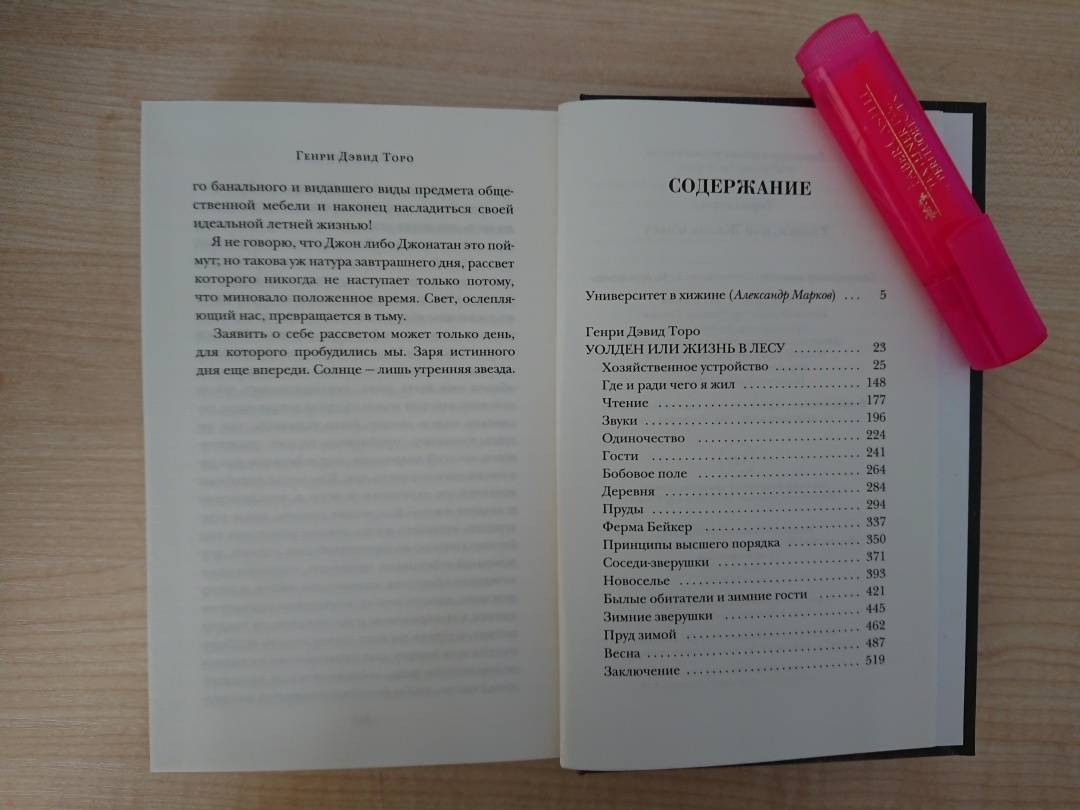 Генри Дэвид Торо
го банального и видавшего виды предмета обще-
ственной мебели и наконец насладиться своей
идеальной летней жизнью!
Я не говорю, что Джон либо Джонатан это пой-
мут; но такова уж натура завтрашнего дня, рассвет
которого никогда не наступает только потому,
что миновало положенное время. Свет, ослепля-
ющий нас, превращается в тьму.
Заявить о себе рассветом может только день,
для которого пробудились мы. Заря истинного
дня еще впереди. Солнце — лишь утренняя звезда.
СОДЕРЖАНИЕ
Университет в хижине (Александр Марков) ... 5
Генри Дэвид Торо
УОЛДЕН ИЛИ ЖИЗНЬ В ЛЕСУ ........... 23
Хозяйственное устройство ............. 25
Где и ради чего я жил ................... 148
Чтение ............................... 177
Звуки ................................. 196
Одиночество ......................... 224
Гости ................................ 241
Бобовое поле ......................... 264
Деревня .............................. 284
Пруды ................................ 294
Ферма Бейкер ........................ 337
Принципы высшего порядка ........... 350
Соседи-зверушки ...................... 371
Новоселье ............................ 393
Былые обитатели и зимние гости ...... 421
Зимние зверушки ..................... 445
Пруд зимой .......................... 462
Весна ................................. 487
Заключение .......................... 519
FABER-CASTELL
TEXTLINER 48